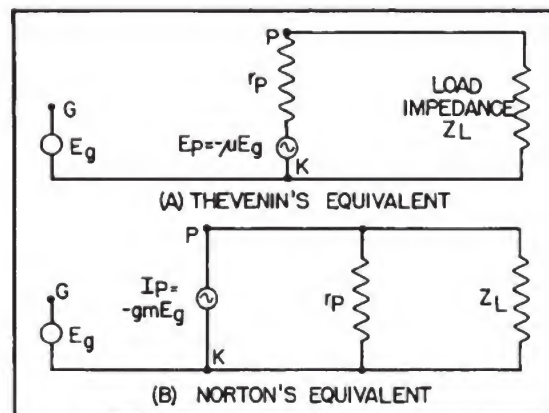 P
rP
G
Eg
EP=-μEg
LOAD
IMPEDANCE
ZL
K
(A) THEVENIN'S EQUIVALENT
P
G
Eg
IP=
-gmEg
rP
ZL
K
(B) NORTON'S EQUIVALENT